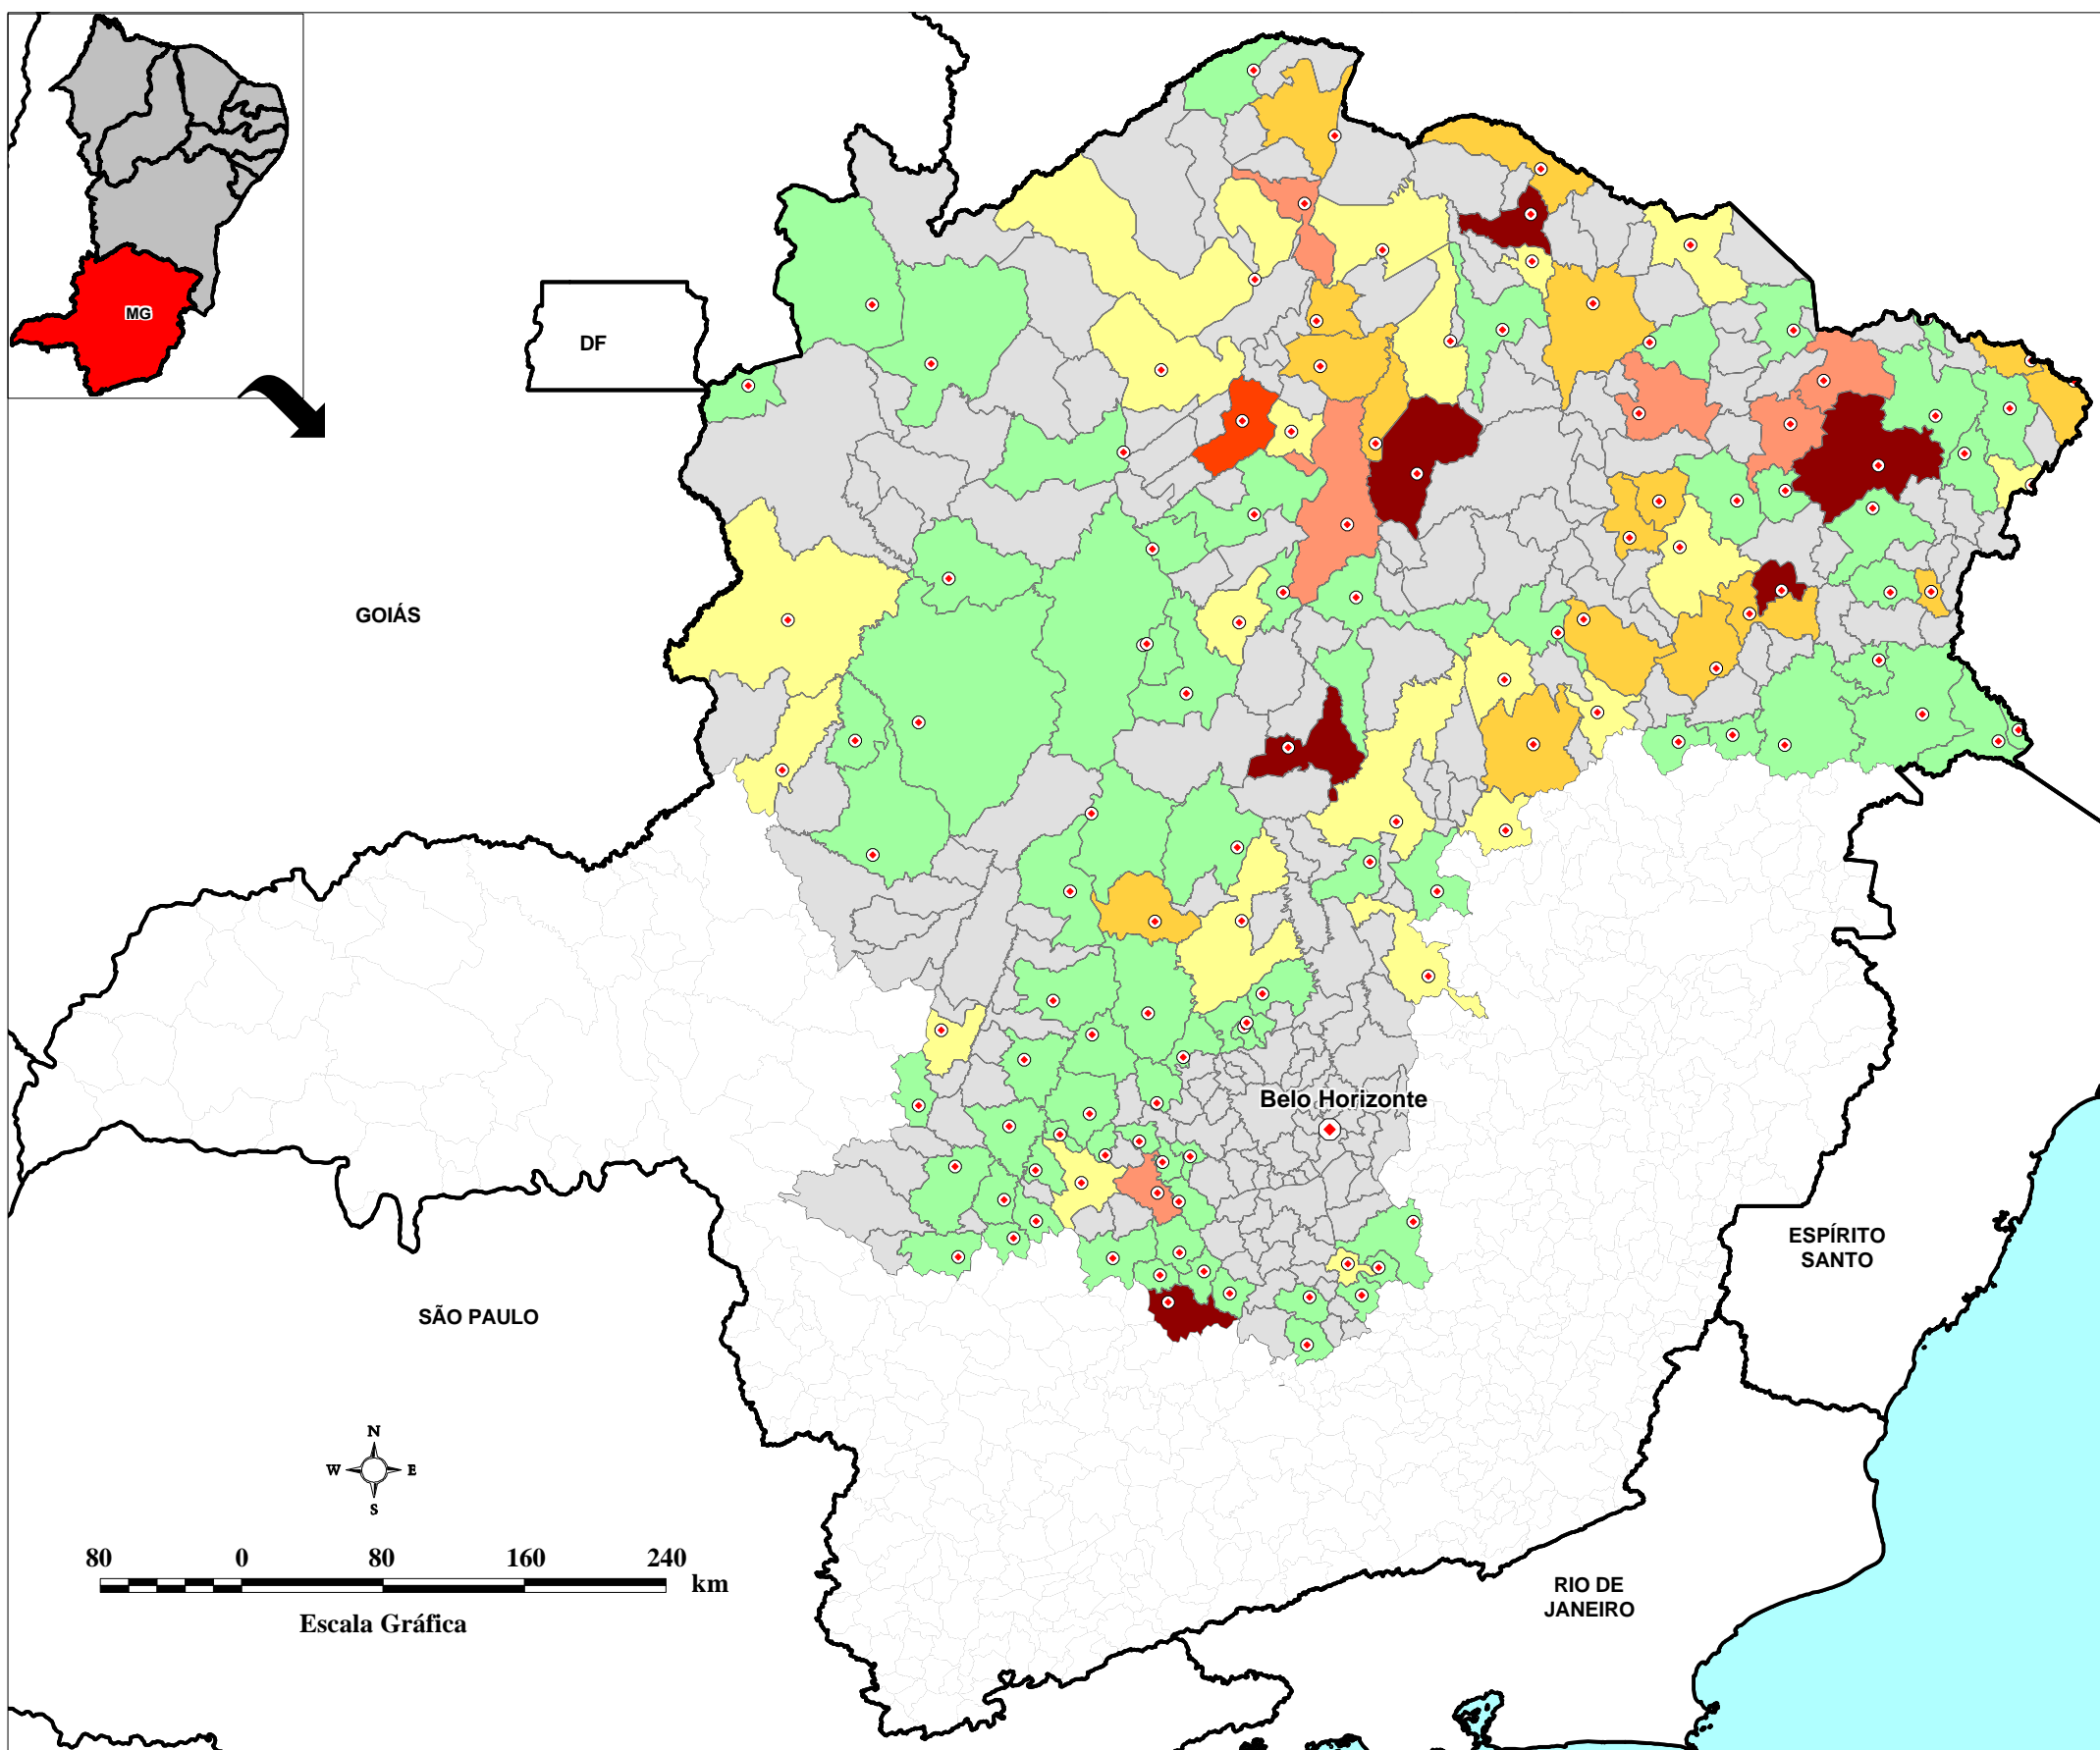 MG
DF
GOIÁS
Belo Horizonte
ESPÍRITO
SANTO
SÃO PAULO
N
W E
S
80 0 80 160 240
km
Escala Gráfica
RIO DE
JANEIRO